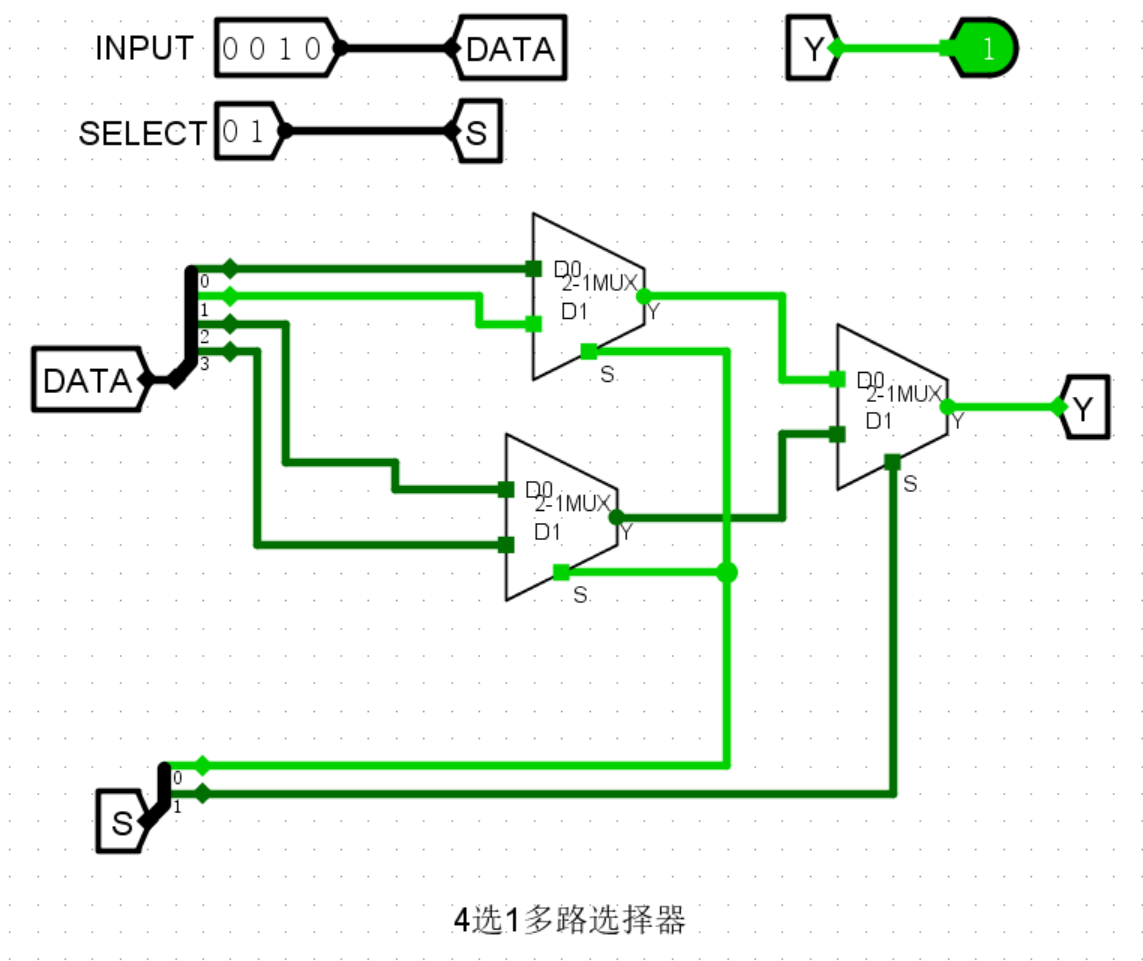 INPUT 0 0 1 0 DATA Y 1
SELECT 0 1 S
D0
2-1MUX
D1
Y
S
0
1
2
3
DATA
D0
2-1MUX
D1
Y
S
Y
D0
2-1MUX
D1
Y
S
0
1
S
4选1多路选择器